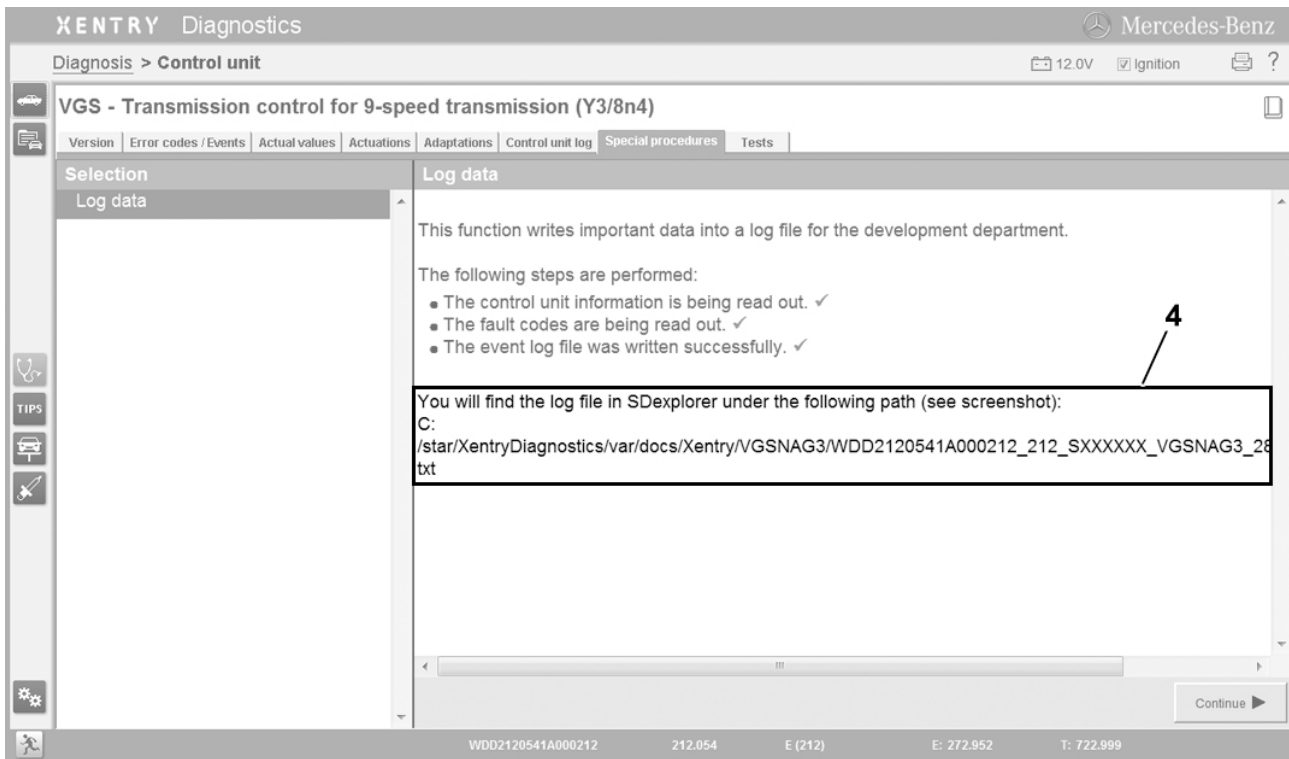 XENTRY Diagnostics
Mercedes-Benz
Diagnosis > Control unit
12.0V
Ignition
?
VGS - Transmission control for 9-speed transmission (Y3/8n4)
Version
Error codes / Events
Actual values
Actuations
Adaptations
Control unit log
Special procedures
Tests
Selection
Log data
Log data
This function writes important data into a log file for the development department.
The following steps are performed:
• The control unit information is being read out. ✓
• The fault codes are being read out. ✓
• The event log file was written successfully. ✓
4
You will find the log file in SDexplorer under the following path (see screenshot):
C:
/star/XentryDiagnostics/var/docs/Xentry/VGSNAG3/WDD2120541A000212_212_SXXXXXX_VGSNAG3_28
txt
TIPS
Continue
WDD2120541A000212
212.054
E (212)
E: 272.952
T: 722.999